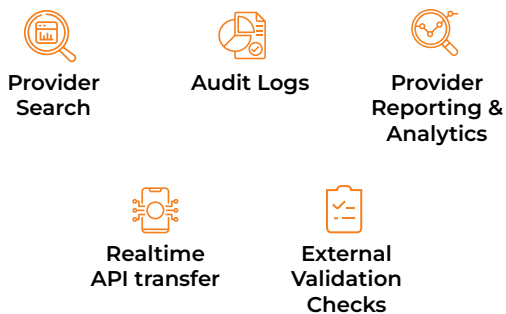 Provider
Search
Audit Logs
Provider
Reporting &
Analytics
Realtime
API transfer
External
Validation
Checks